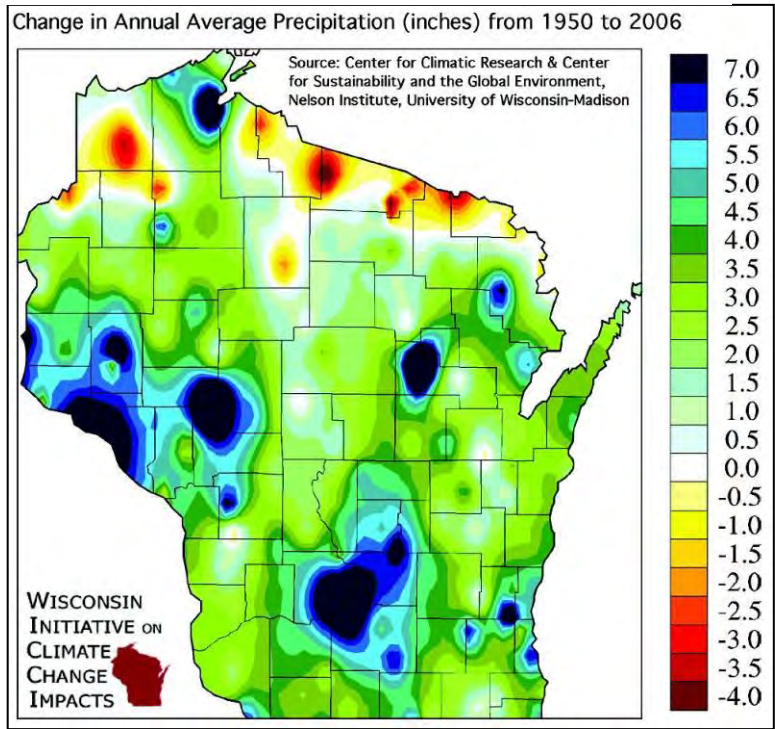 Change in Annual Average Precipitation (inches) from 1950 to 2006
Source: Center for Climatic Research & Center
for Sustainability and the Global Environment,
Nelson Institute, University of Wisconsin-Madison
7.0
6.5
6.0
5.5
5.0
4.5
4.0
3.5
3.0
2.5
2.0
1.5
1.0
0.5
0.0
-0.5
-1.0
-1.5
-2.0
-2.5
-3.0
-3.5
-4.0
WISCONSIN
INITIATIVE ON
CLIMATE
CHANGE
IMPACTS